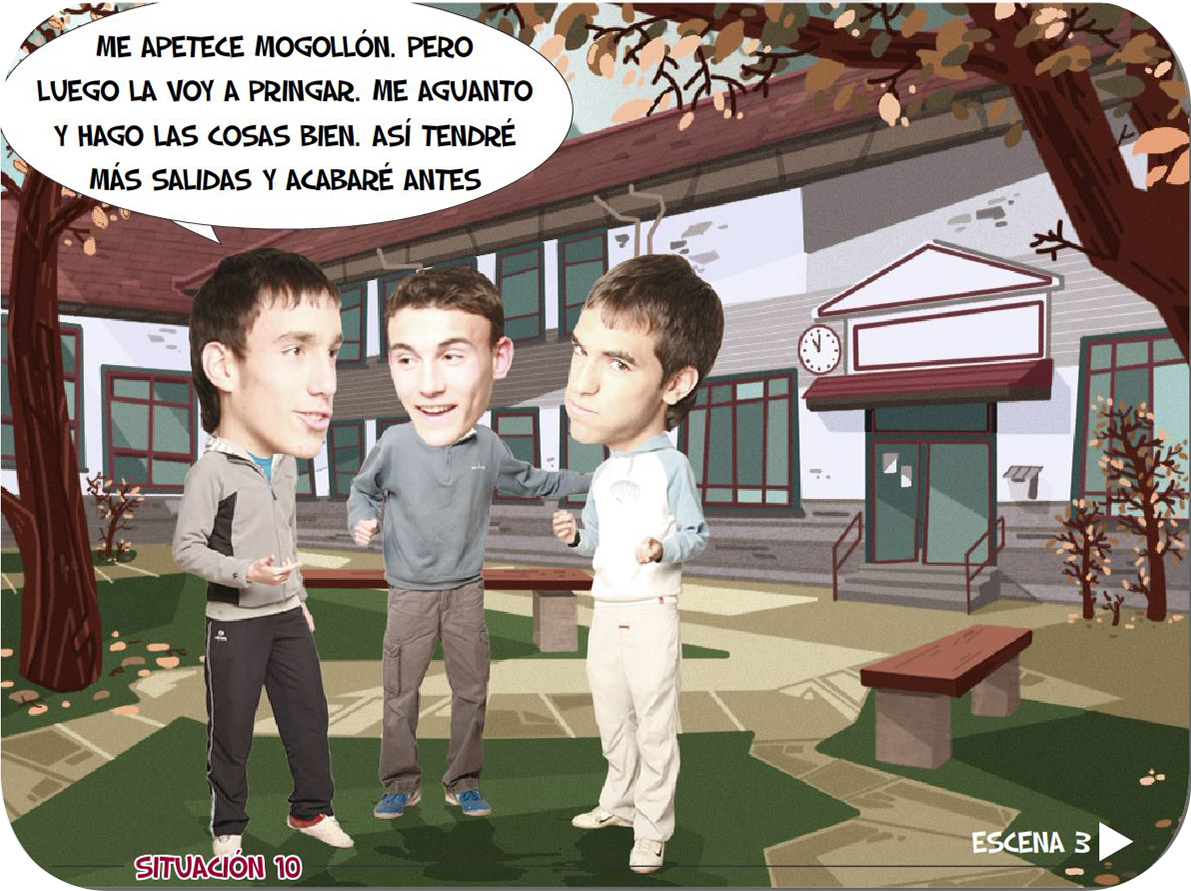 ME APETECE MOGOLLÓN. PERO
LUEGO LA VOY A PRINGAR. ME AGUANTO
Y HAGO LAS COSAS BIEN. ASÍ TENDRÉ
MÁS SALIDAS Y ACABARÉ ANTES
ESCENA 3
SITUACIÓN 10